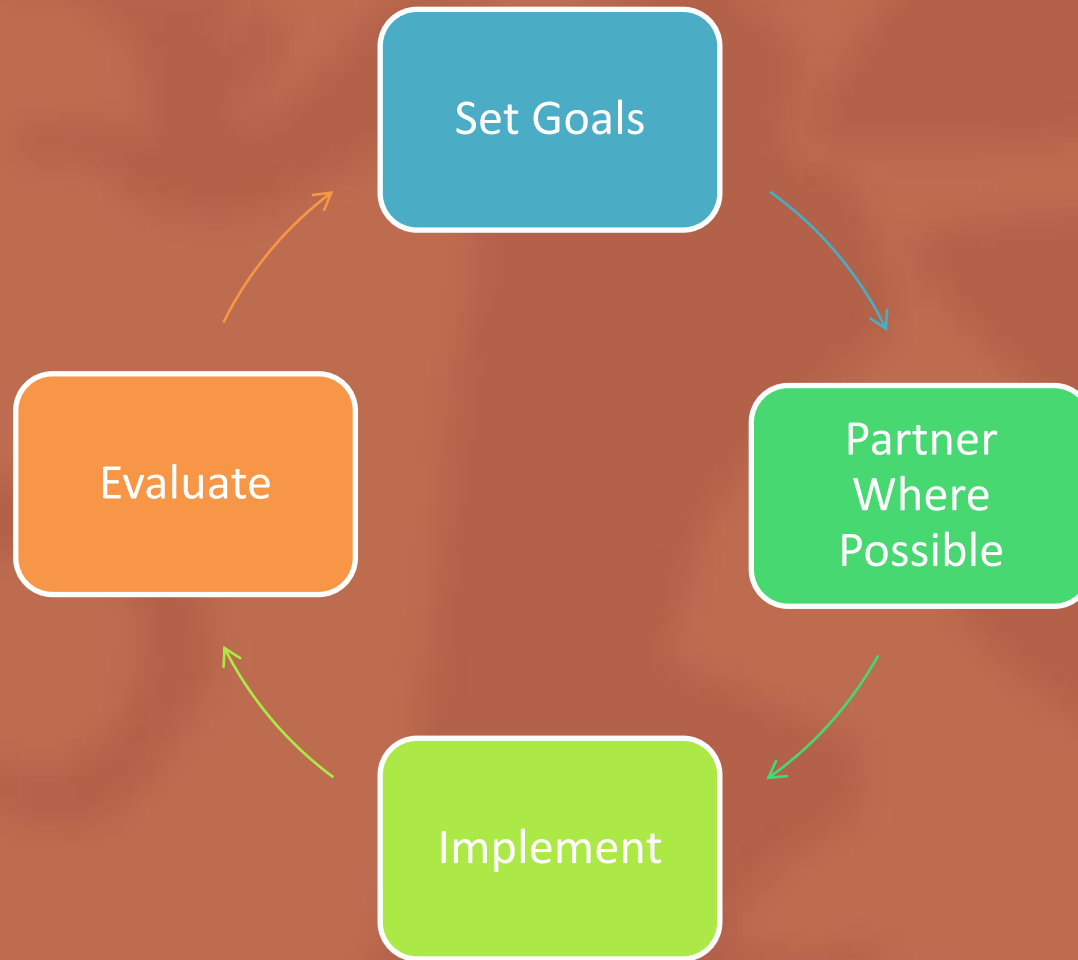 Set Goals
Partner
Where
Possible
Implement
Evaluate